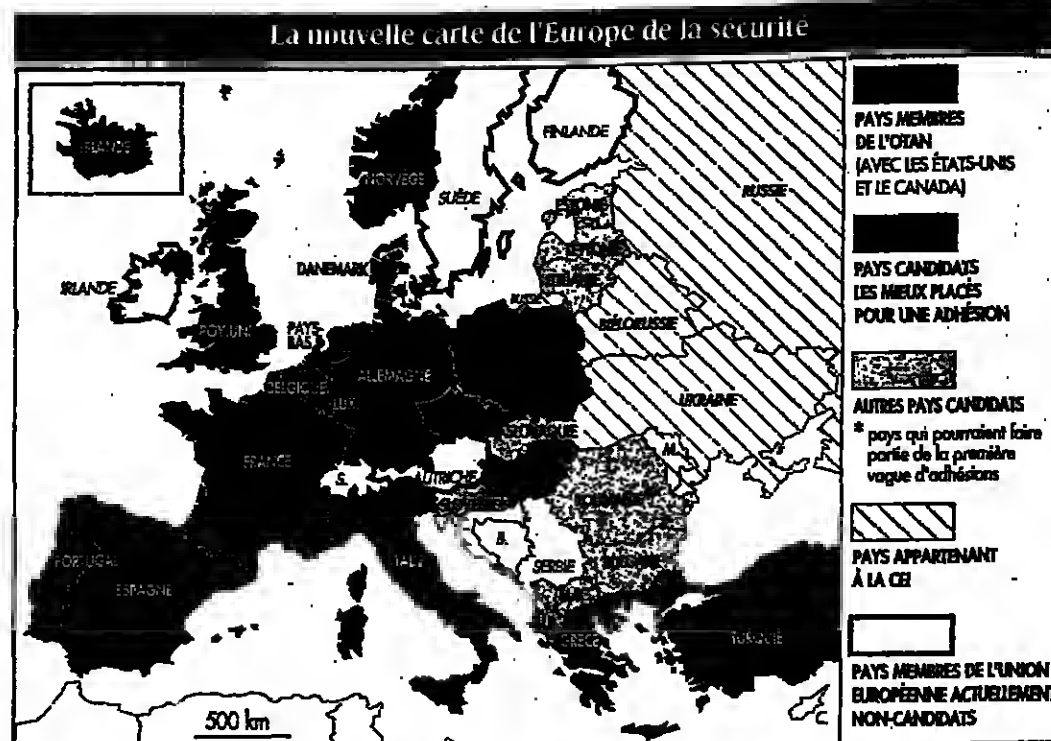 La nouvelle carte de l'Europe de la sécurité
ISLANDE
FINLANDE
NORVÈGE
SUÈDE
RUSSIE
ESTONIE
DANEMARK
IRLANDE
RUSSIE
ROY.UNI
PAYS-
BAS
BIÉLORUSSIE
BELGIQUE
ALLEMAGNE
LUX.
UKRAINE
SLOVAQUIE
FRANCE
S.
AUTRICHE
M.
B.
SERBIE
ITALIE
PORTUGAL
ESPAGNE
GRÈCE
TURQUIE
C.
500 km
PAYS MEMBRES
DE L'OTAN
(AVEC LES ÉTATS-UNIS
ET LE CANADA)
PAYS CANDIDATS
LES MIEUX PLACÉS
POUR UNE ADHÉSION
AUTRES PAYS CANDIDATS
* pays qui pourraient faire
partie de la première
vague d'adhésions
PAYS APPARTENANT
À LA CEI
PAYS MEMBRES DE L'UNION
EUROPÉENNE ACTUELLEMENT
NON-CANDIDATS